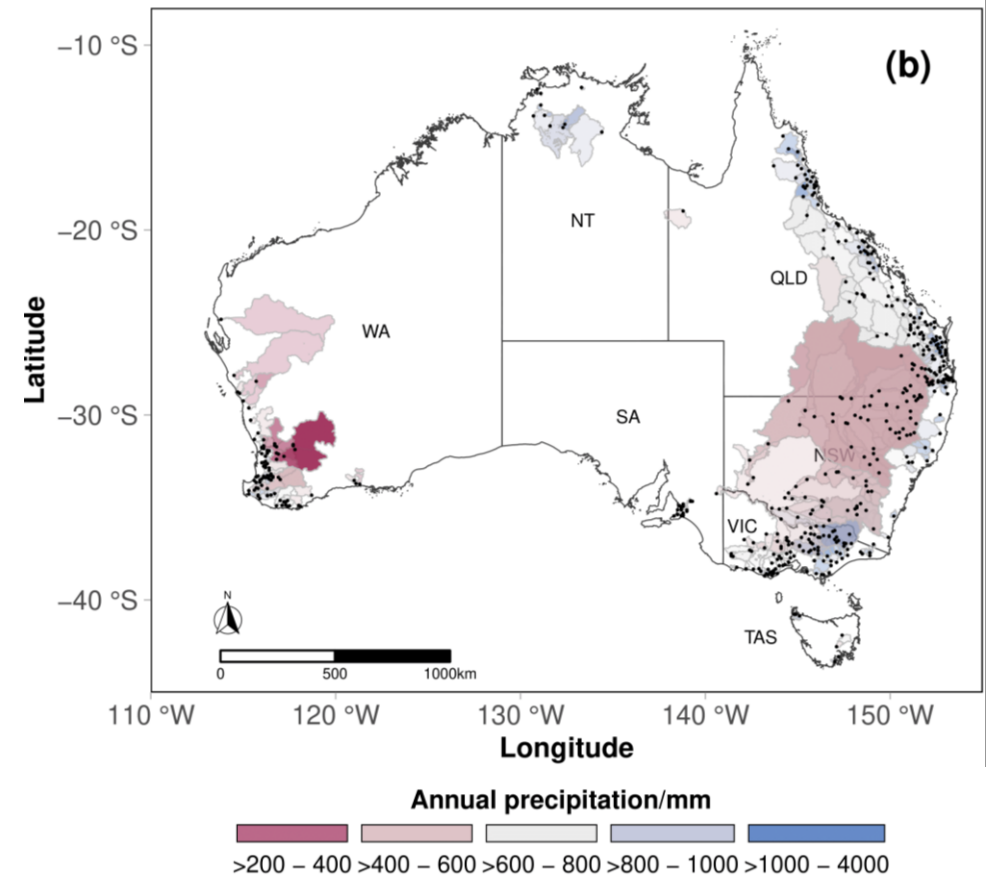 (b)
−10 °S
−20 °S
−30 °S
−40 °S
Latitude
NT
QLD
WA
SA
NSW
VIC
TAS
N
0 500 1000km
110 °W 120 °W 130 °W 140 °W 150 °W
Longitude
Annual precipitation/mm
>200 − 400 >400 − 600 >600 − 800 >800 − 1000 >1000 − 4000